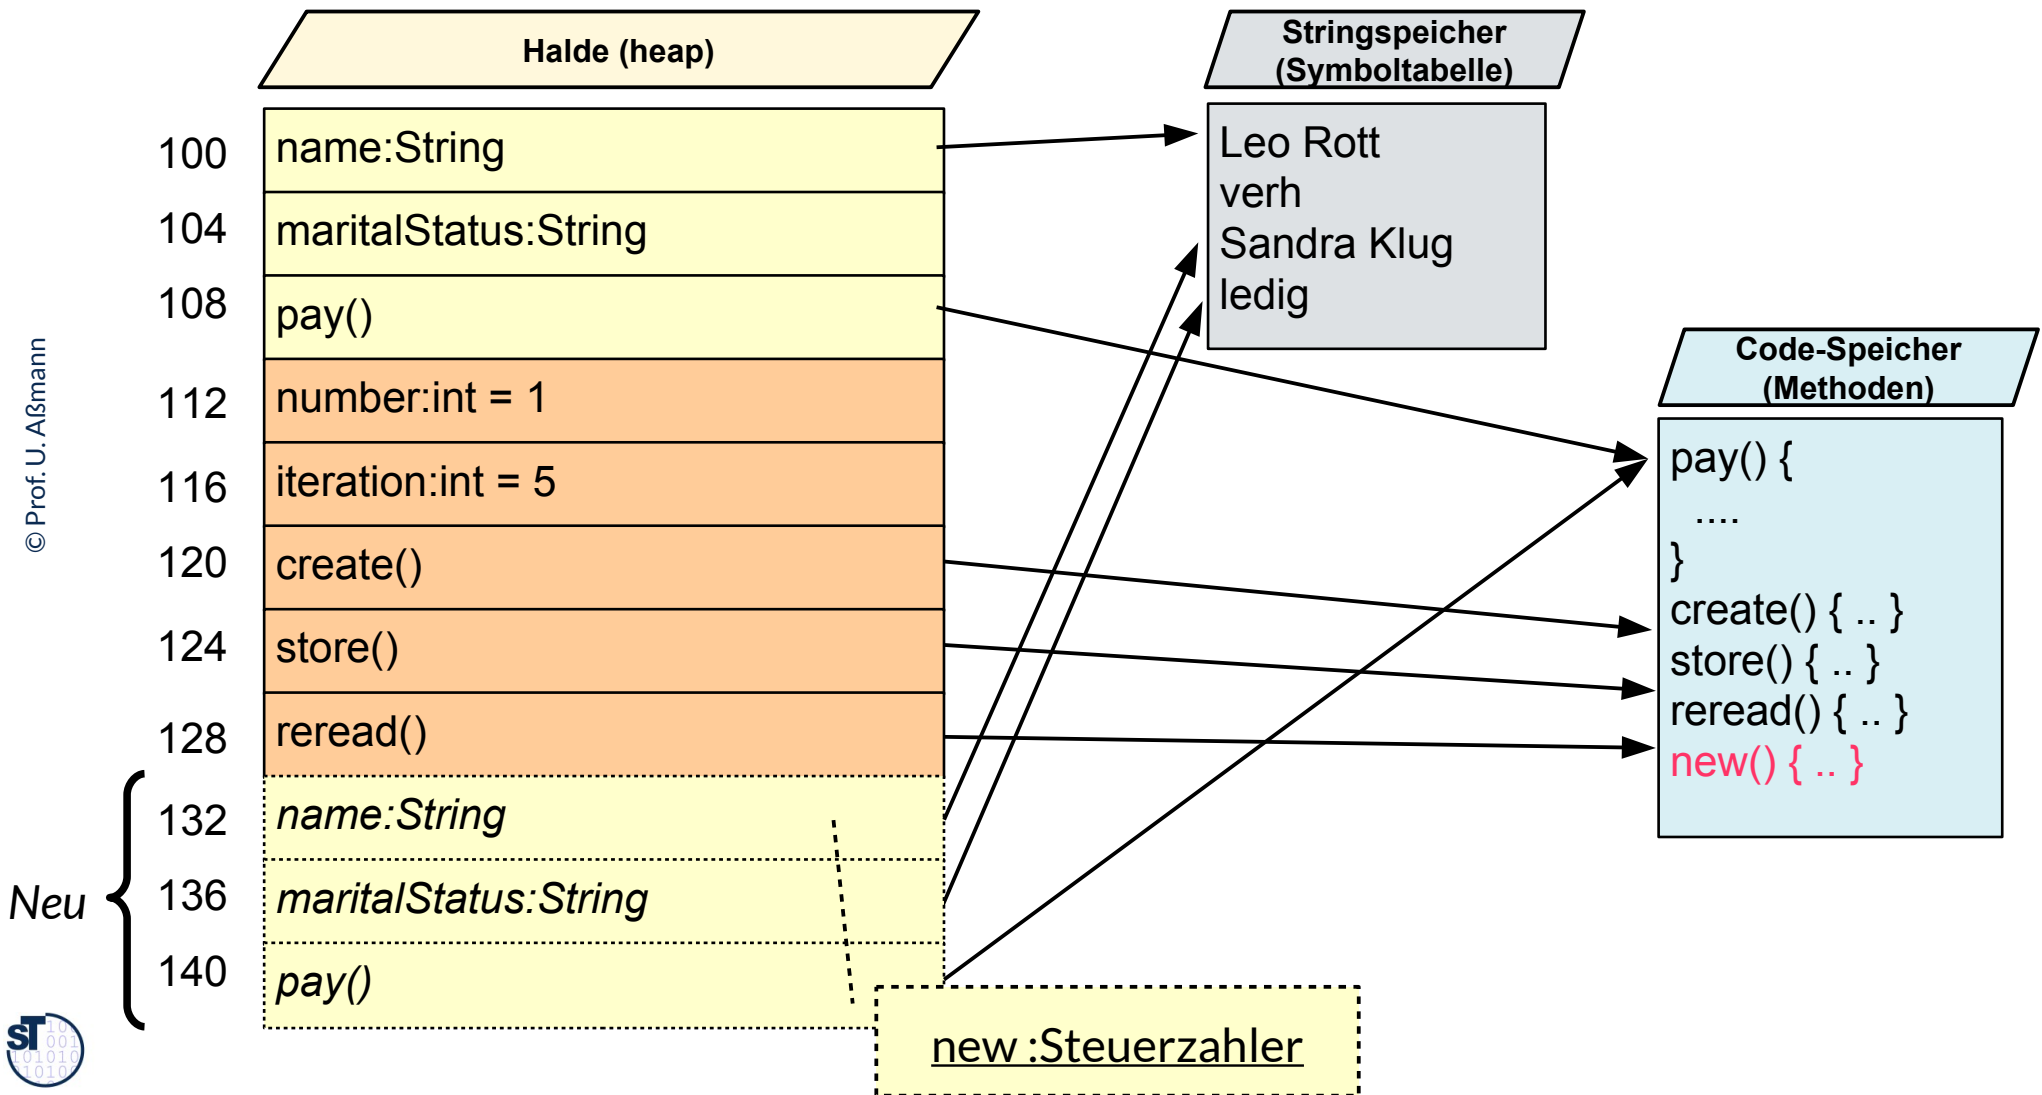 Halde (heap)
Stringspeicher
(Symboltabelle)
100 name:String
104 maritalStatus:String
108 pay()
112 number:int = 1
116 iteration:int = 5
120 create()
124 store()
128 reread()
132 name:String
136 maritalStatus:String
140 pay()
Neu
Leo Rott
verh
Sandra Klug
ledig
Code-Speicher
(Methoden)
pay() {
....
}
create() { .. }
store() { .. }
reread() { .. }
new() { .. }
new :Steuerzahler
© Prof. U. Aßmann
ST